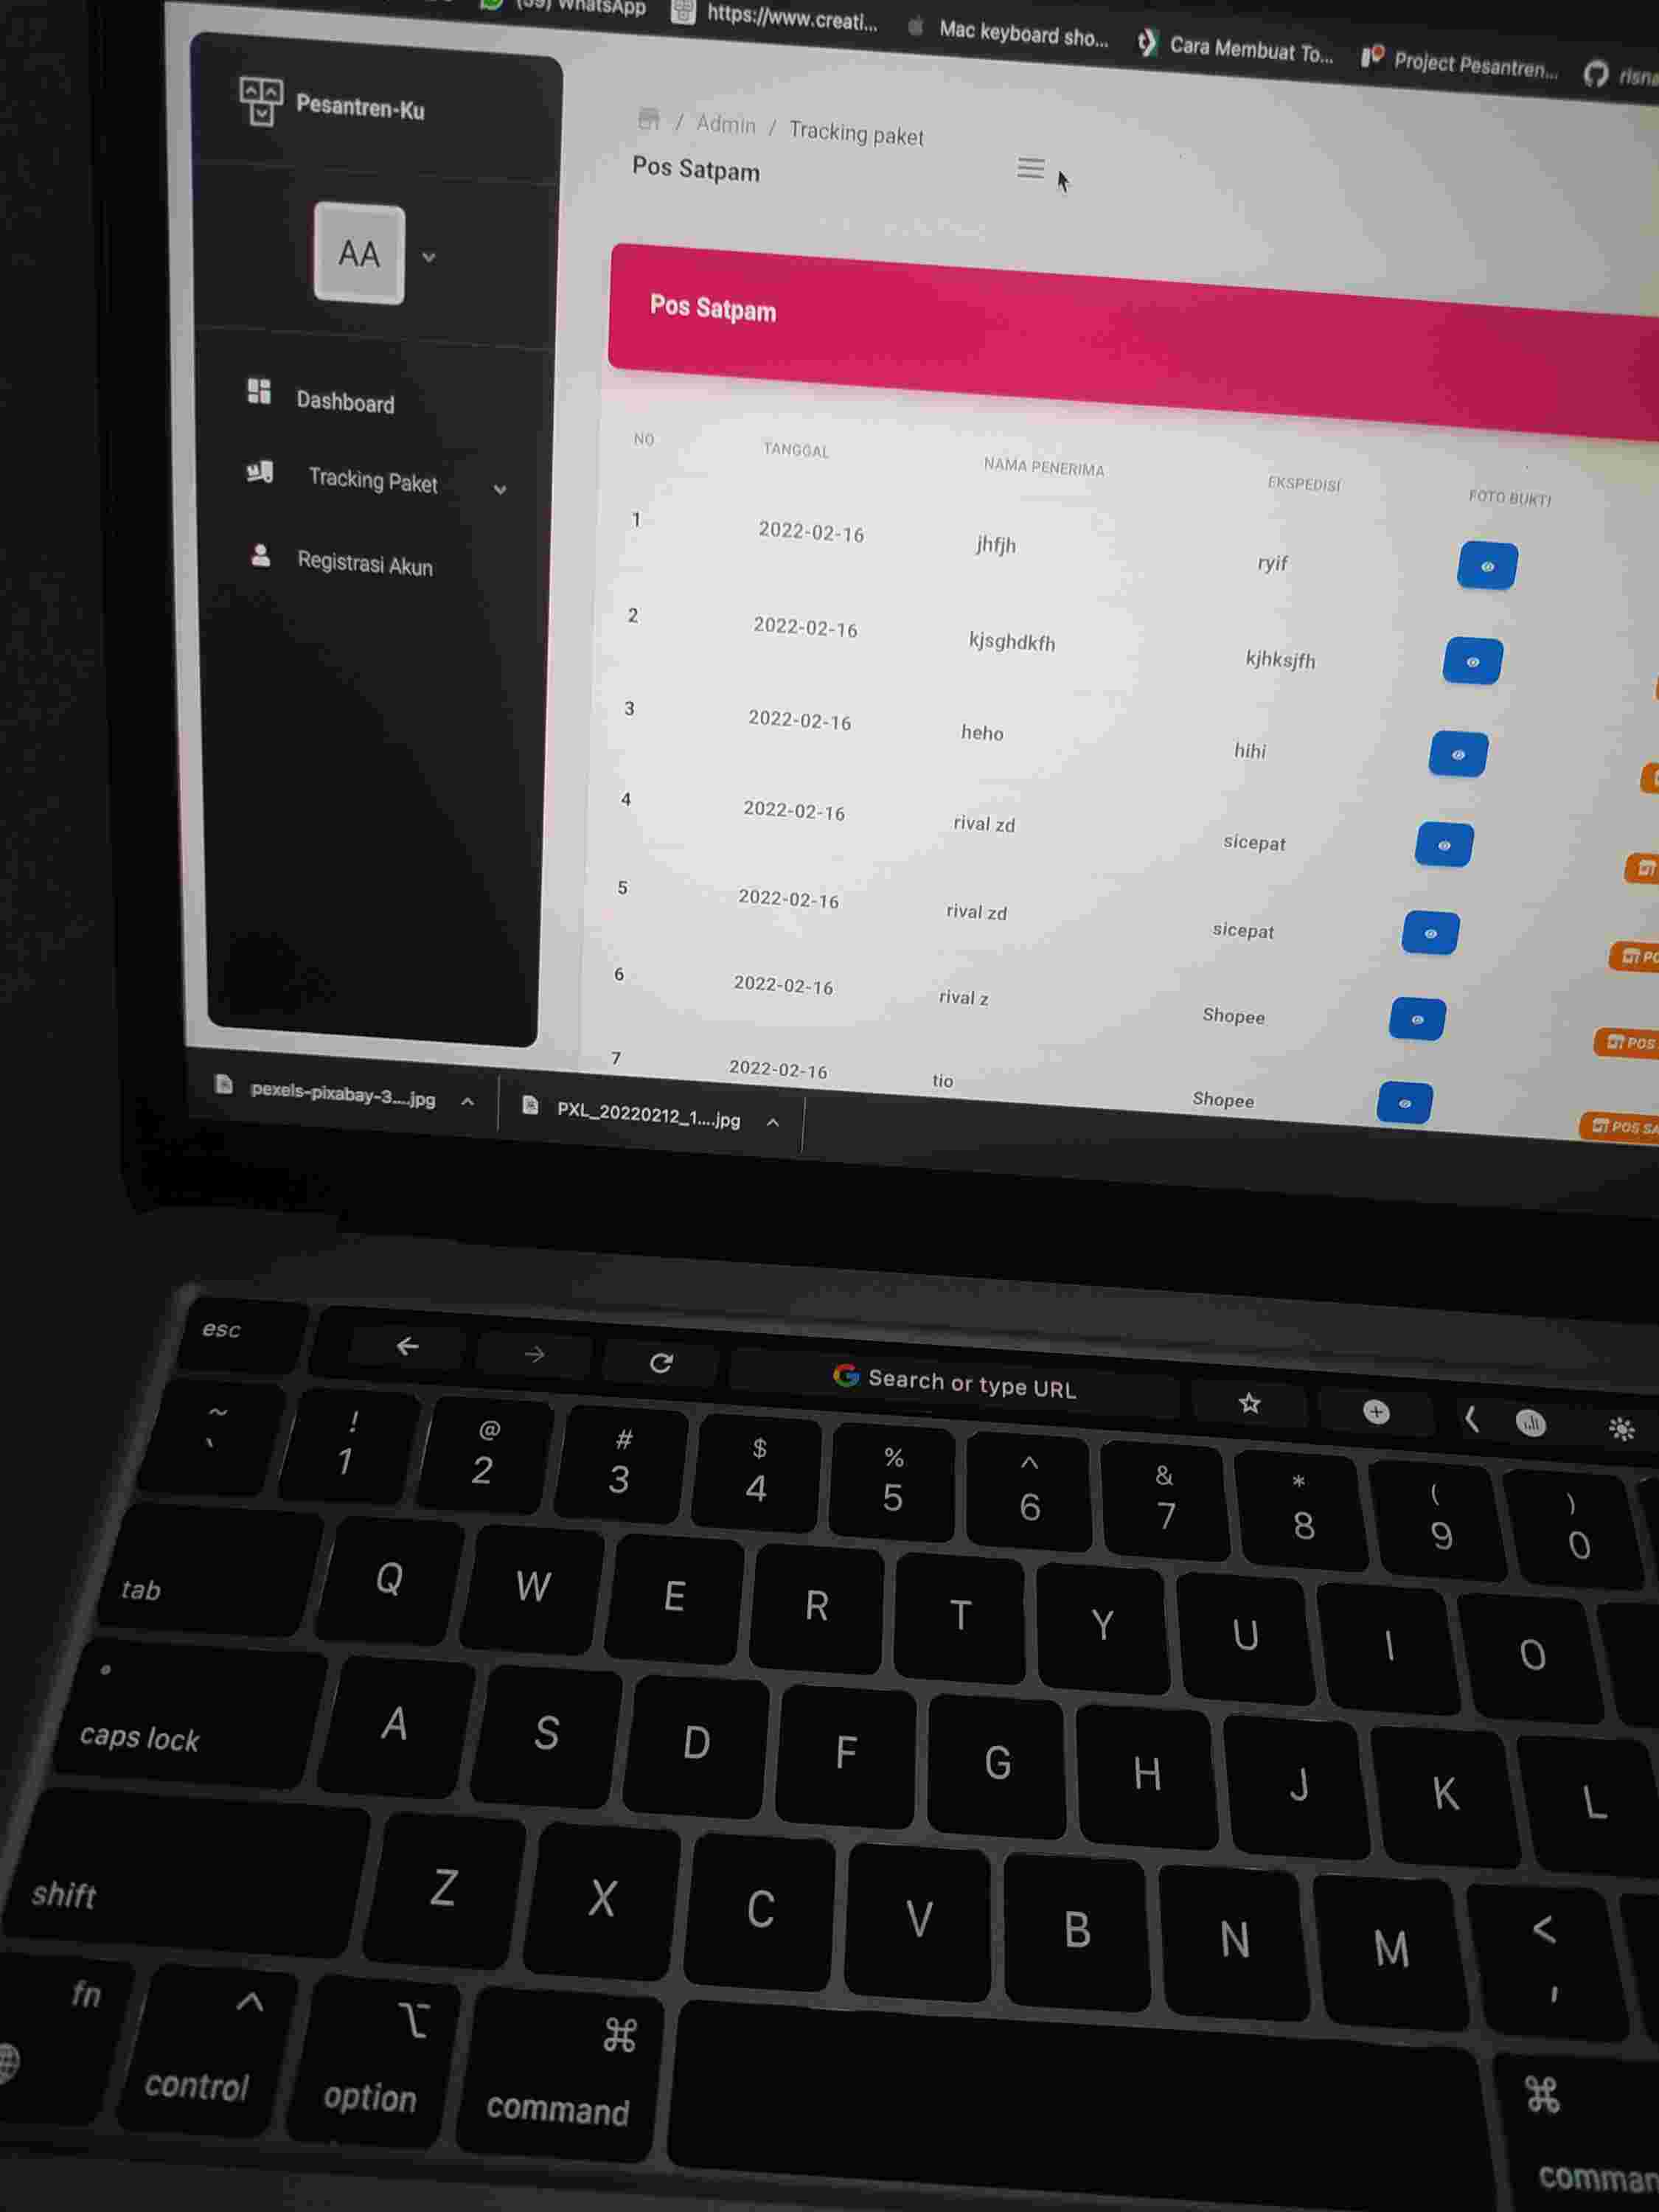 WhatsApp
https://www.creati...
Mac keyboard sho...
Cara Membuat To...
Project Pesantren...
Pesantren-Ku
AA
Dashboard
Tracking Paket
Registrasi Akun
/ Admin / Tracking paket
Pos Satpam
Pos Satpam
NO TANGGAL NAMA PENERIMA EKSPEDISI FOTO BUKTI
1 2022-02-16 jhfjh ryif
2 2022-02-16 kjsghdkfh kjhksjfh
3 2022-02-16 heho hihi
4 2022-02-16 rival zd sicepat
5 2022-02-16 rival zd sicepat
6 2022-02-16 rival z Shopee
POS
7 2022-02-16 tio Shopee
POS SA
pexels-pixabay-3....jpg
PXL_20220212_1....jpg
esc
Search or type URL
~ ! @ # $ % ^ & * ( )
` 1 2 3 4 5 6 7 8 9 0
tab Q W E R T Y U I O
caps lock A S D F G H J K L
shift Z X C V B N M < ,
fn control option command